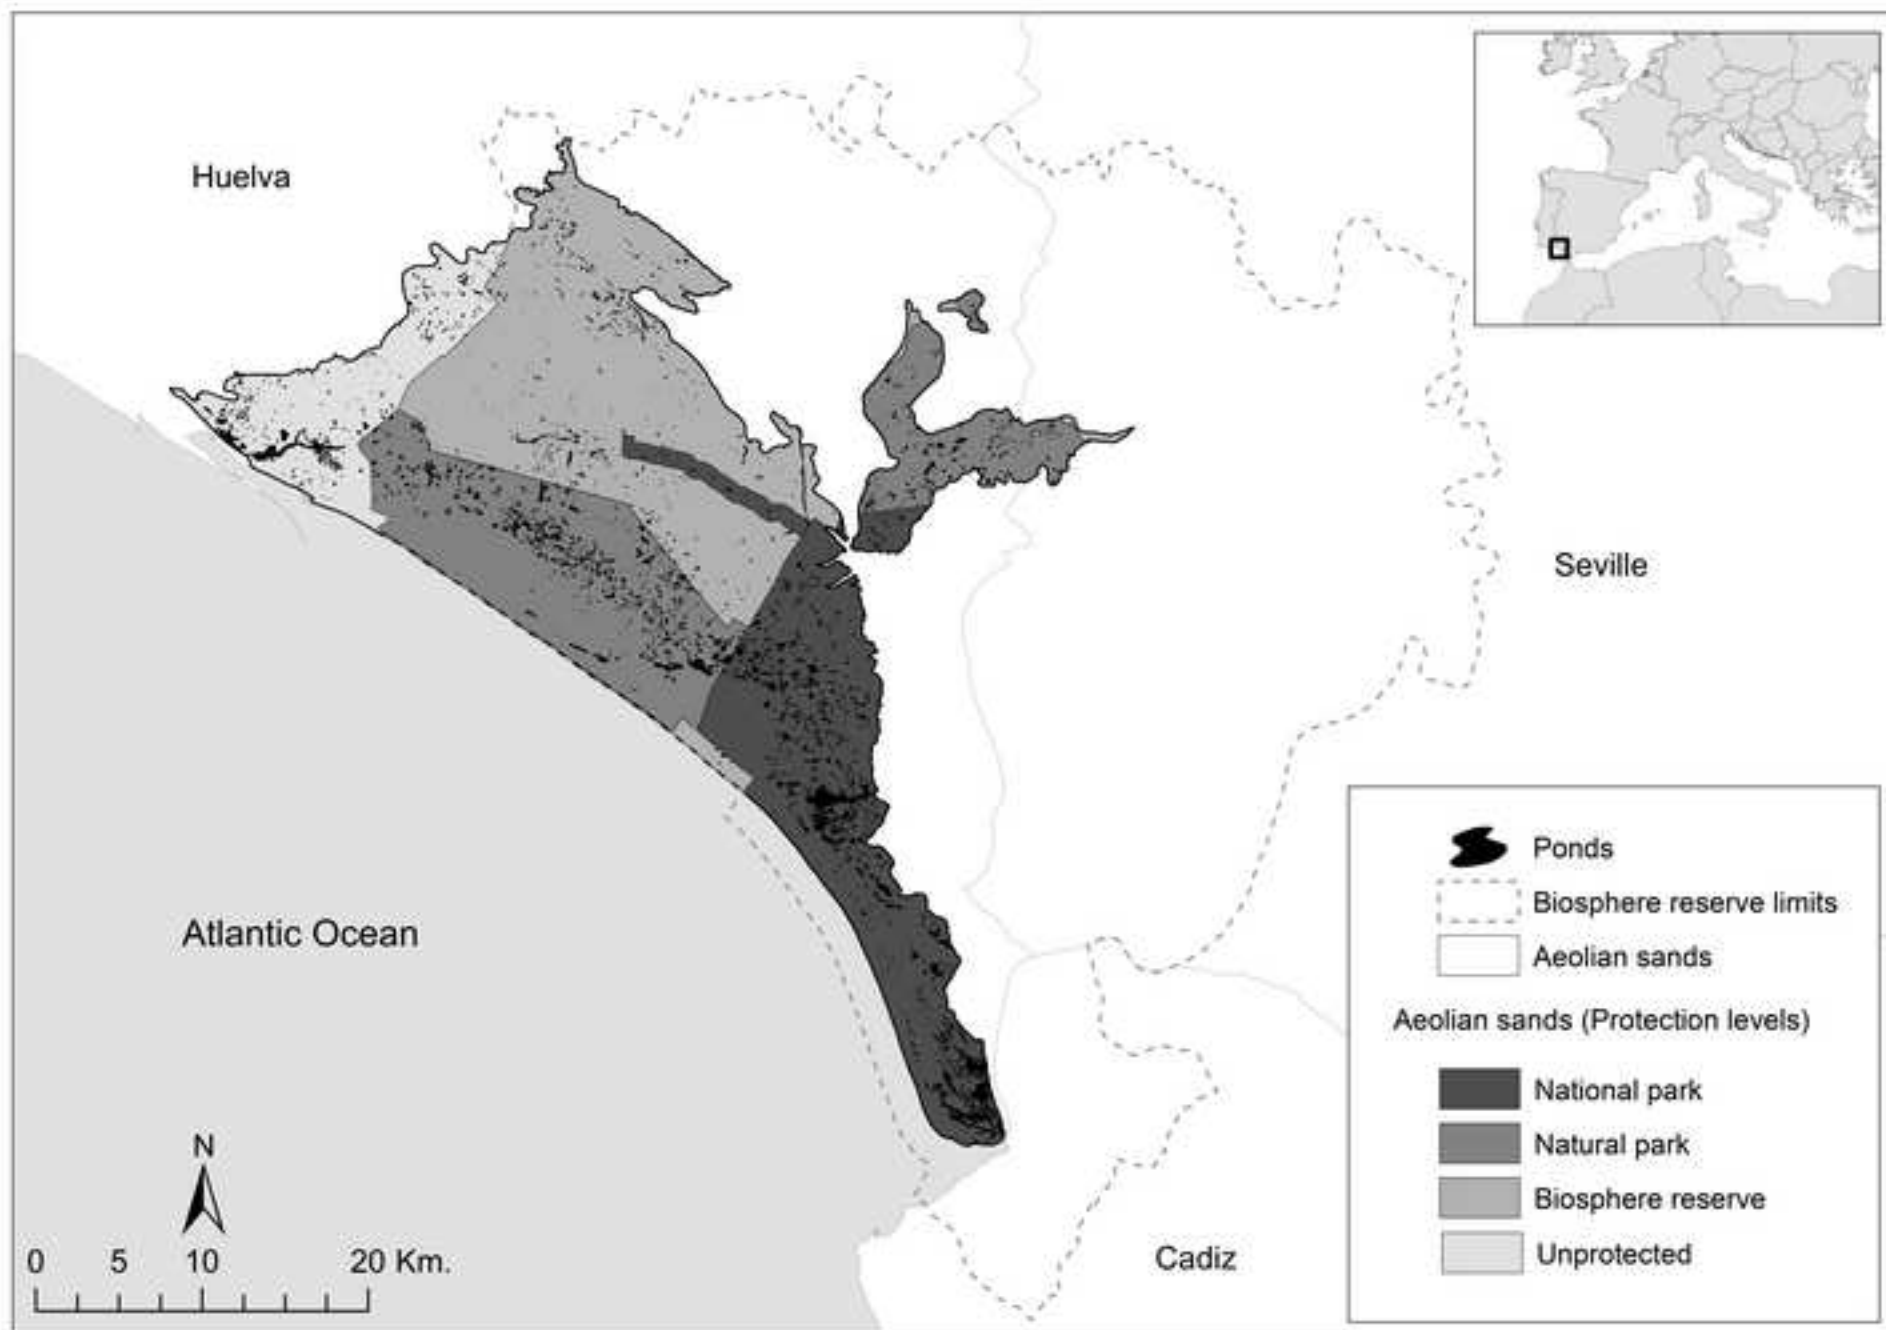 Huelva
Seville
Atlantic Ocean
Cadiz
N
0 5 10 20 Km.
Ponds
Biosphere reserve limits
Aeolian sands
Aeolian sands (Protection levels)
National park
Natural park
Biosphere reserve
Unprotected